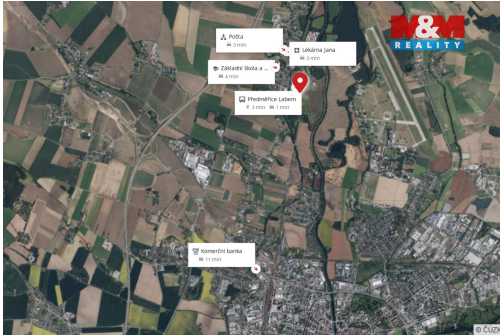 M&M
REALITY
Pošta
3 min
Lékárna Jana
3 min
Základní škola a ...
4 min
Předměřice Labem
3 min 1 min
Komerční banka
11 min
© ČÚZK